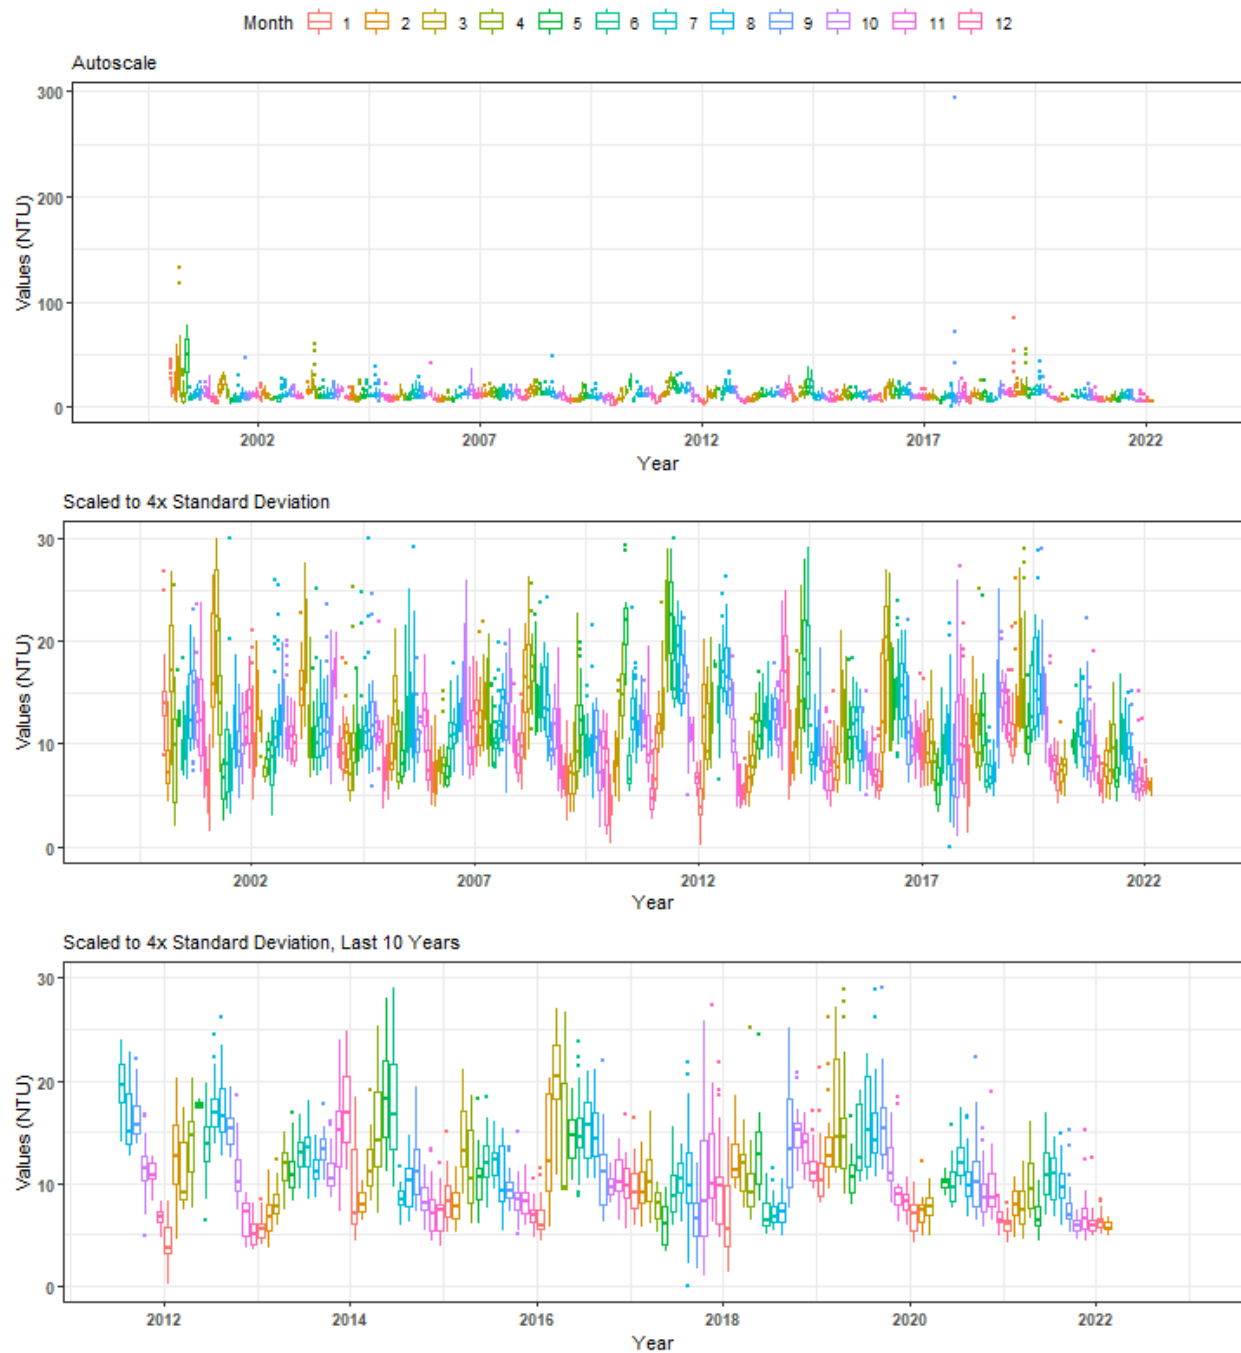 Month 1 2 3 4 5 6 7 8 9 10 11 12
Autoscale
300
200
100
0
Values (NTU)
2002 2007 2012 2017 2022
Year
Scaled to 4x Standard Deviation
30
20
10
0
Values (NTU)
2002 2007 2012 2017 2022
Year
Scaled to 4x Standard Deviation, Last 10 Years
30
20
10
0
Values (NTU)
2012 2014 2016 2018 2020 2022
Year